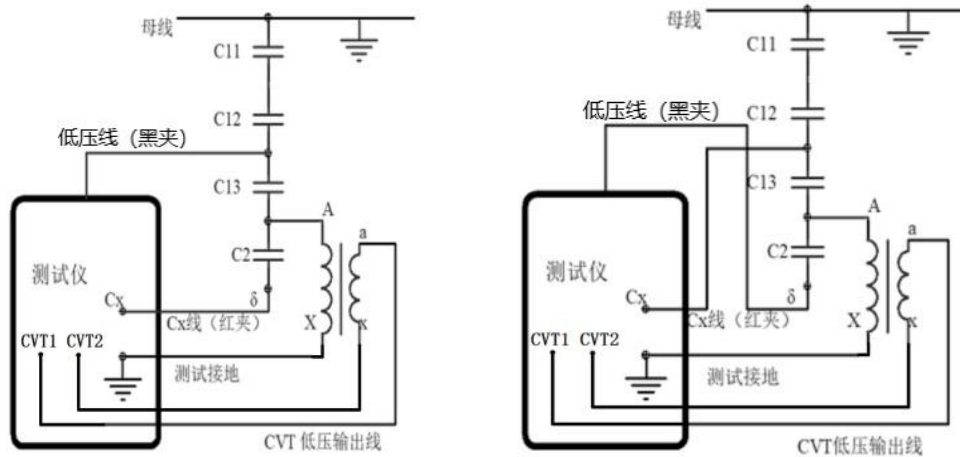 母线
C11
C12
低压线（黑夹）
C13
A
a
C2
测试仪
Cx
δ
Cx线（红夹）
X
x
CVT1
CVT2
测试接地
CVT 低压输出线
母线
C11
C12
低压线（黑夹）
C13
A
a
C2
测试仪
Cx
δ
Cx线（红夹）
X
x
CVT1
CVT2
测试接地
CVT低压输出线